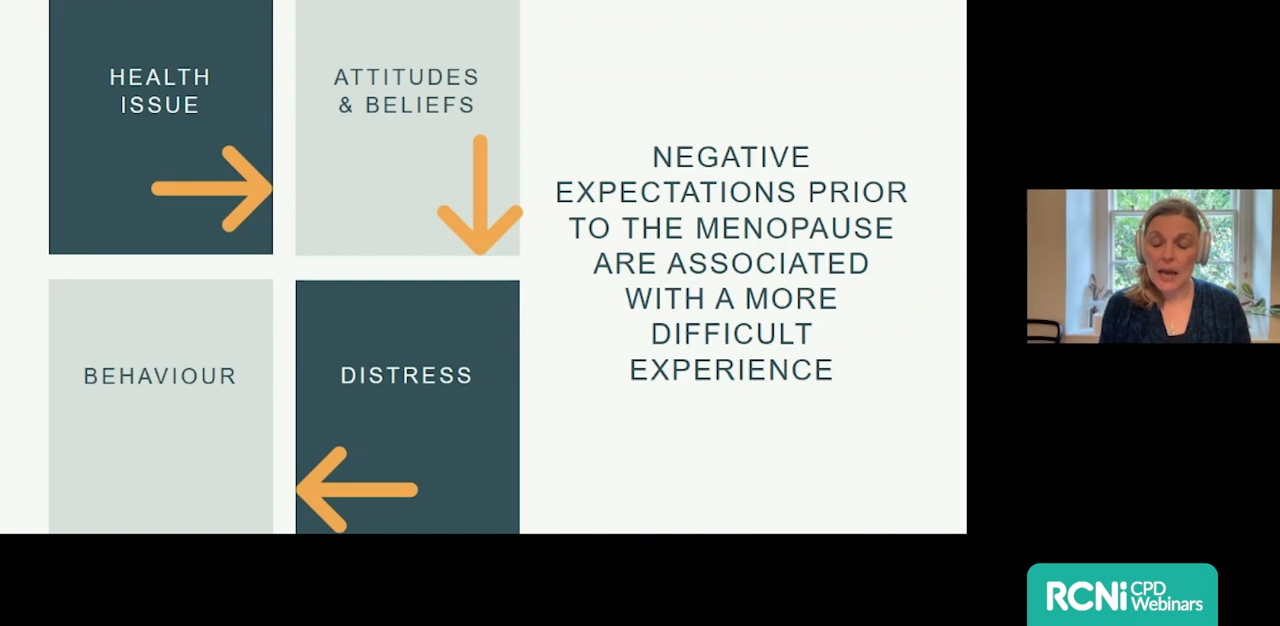 HEALTH
ISSUE
ATTITUDES
& BELIEFS
BEHAVIOUR
DISTRESS
NEGATIVE
EXPECTATIONS PRIOR
TO THE MENOPAUSE
ARE ASSOCIATED
WITH A MORE
DIFFICULT
EXPERIENCE
RCNi CPD
Webinars